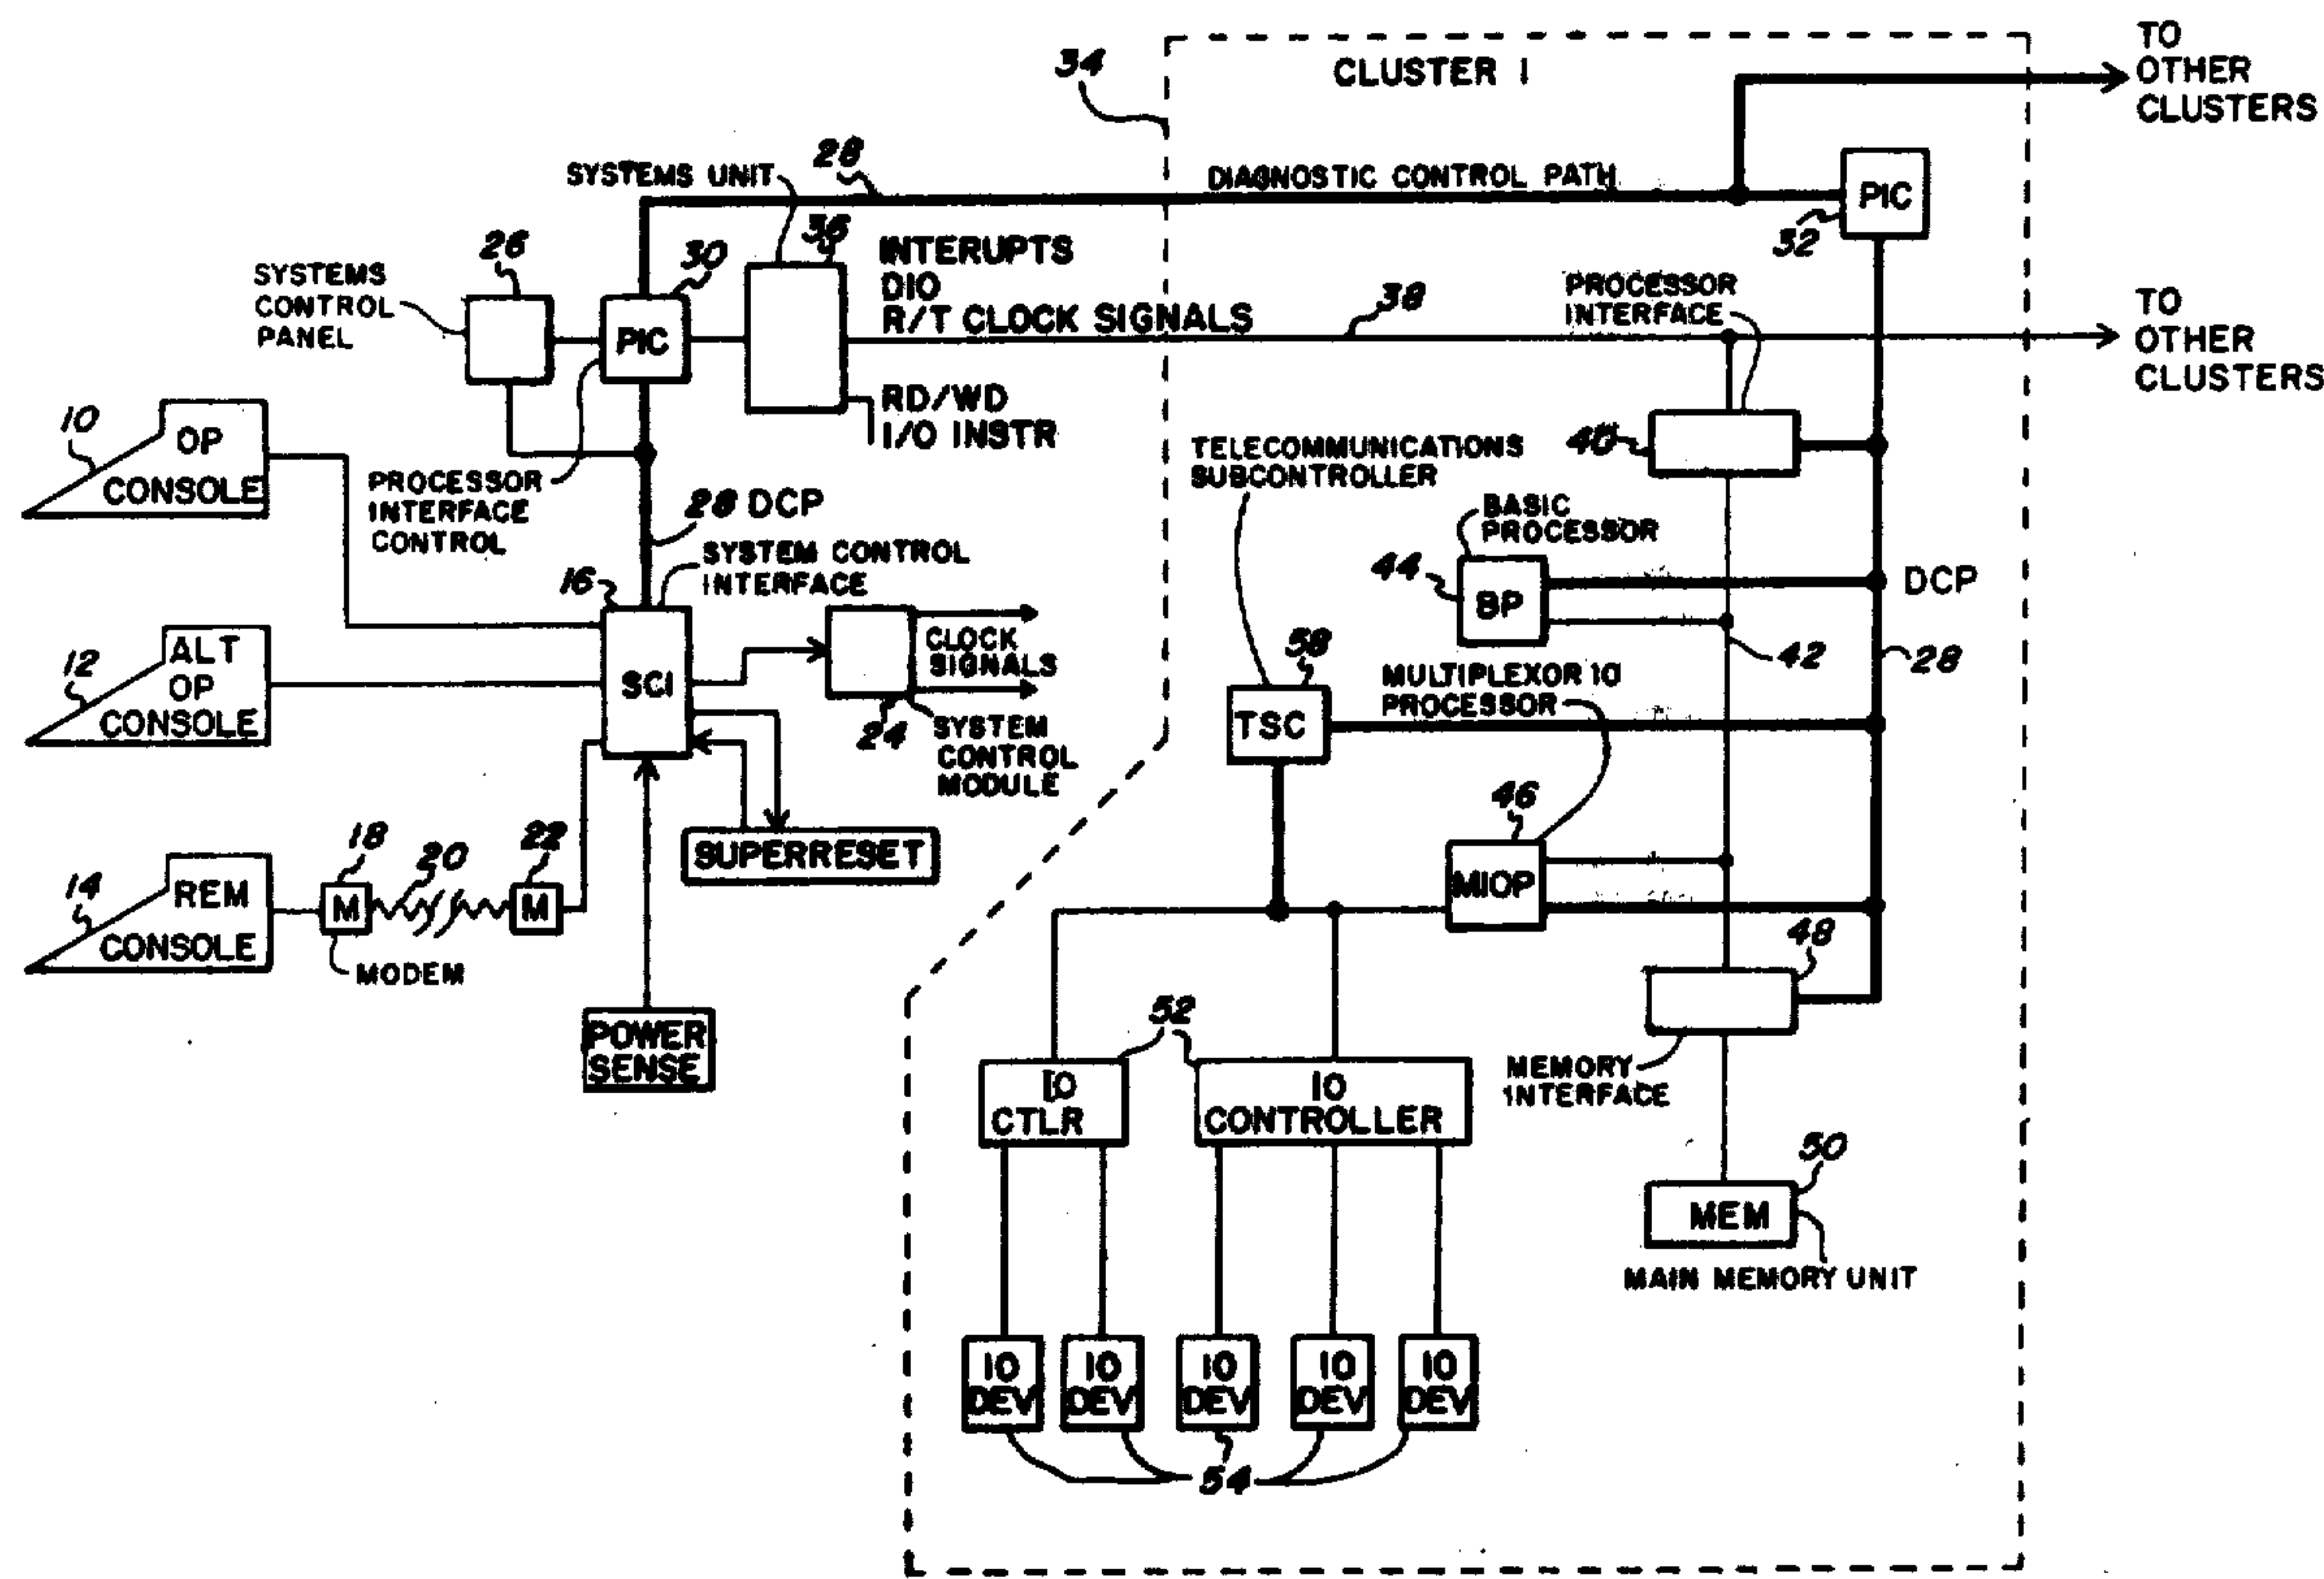 34
CLUSTER 1
TO
OTHER
CLUSTERS
SYSTEMS UNIT
28
DIAGNOSTIC CONTROL PATH
PIC
32
26
SYSTEMS
CONTROL
PANEL
30
PIC
36
INTERUPTS
DIO
R/T CLOCK SIGNALS
38
PROCESSOR
INTERFACE
TO
OTHER
CLUSTERS
RD/WD
I/O INSTR
10
OP
CONSOLE
PROCESSOR
INTERFACE
CONTROL
28 DCP
TELECOMMUNICATIONS
SUBCONTROLLER
40
BASIC
PROCESSOR
44
BP
DCP
16
SYSTEM CONTROL
INTERFACE
SCI
CLOCK
SIGNALS
24
SYSTEM
CONTROL
MODULE
12
ALT
OP
CONSOLE
58
TSC
MULTIPLEXOR IO
PROCESSOR
42
28
46
MIOP
SUPERRESET
14
REM
CONSOLE
18
M
20
22
M
MODEM
48
POWER
SENSE
52
IO
CTLR
IO
CONTROLLER
MEMORY
INTERFACE
50
MEM
MAIN MEMORY UNIT
IO
DEV
IO
DEV
IO
DEV
IO
DEV
IO
DEV
54